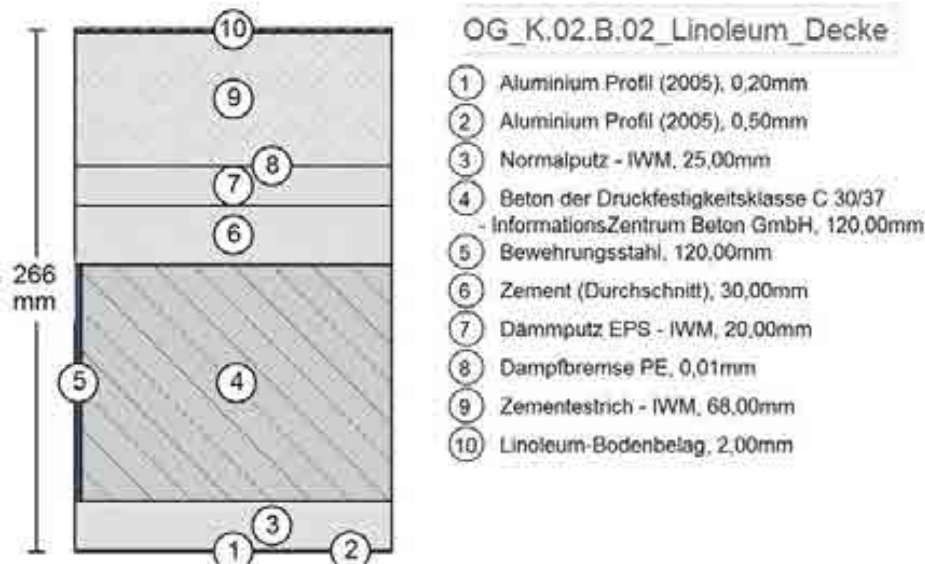 OG_K.02.B.02_Linoleum_Decke
1 Aluminium Profil (2005), 0,20mm
2 Aluminium Profil (2005), 0,50mm
3 Normalputz - IWM, 25,00mm
4 Beton der Druckfestigkeitsklasse C 30/37
- InformationsZentrum Beton GmbH, 120,00mm
5 Bewehrungsstahl, 120,00mm
6 Zement (Durchschnitt), 30,00mm
7 Dämmputz EPS - IWM, 20,00mm
8 Dampfbremse PE, 0,01mm
9 Zementestrich - IWM, 68,00mm
10 Linoleum-Bodenbelag, 2,00mm
10
9
8
7
6
266
mm
5
4
3
1
2